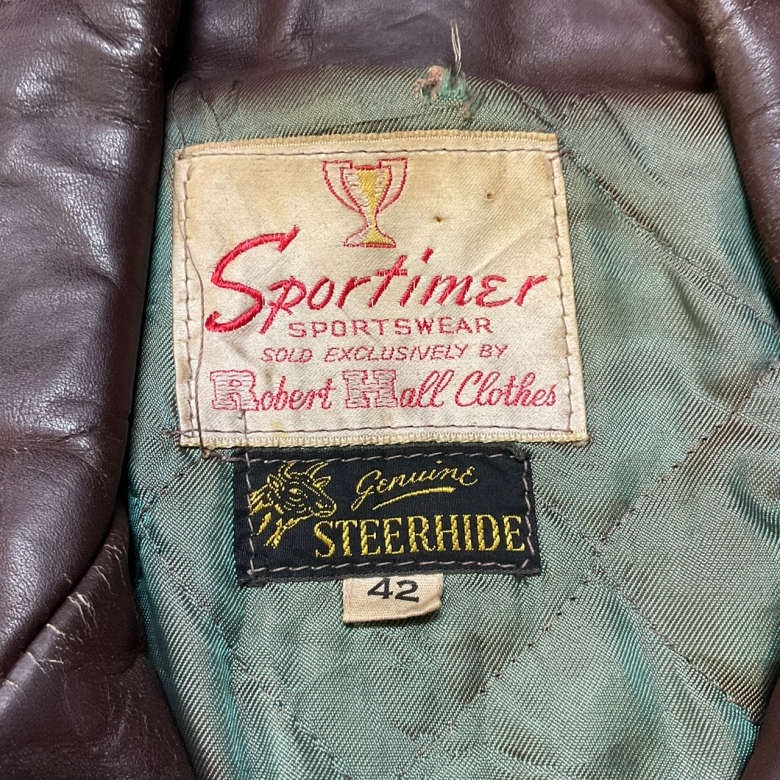 Sportimer
SPORTSWEAR
SOLD EXCLUSIVELY BY
Robert Hall Clothes
Genuine
STEERHIDE
42